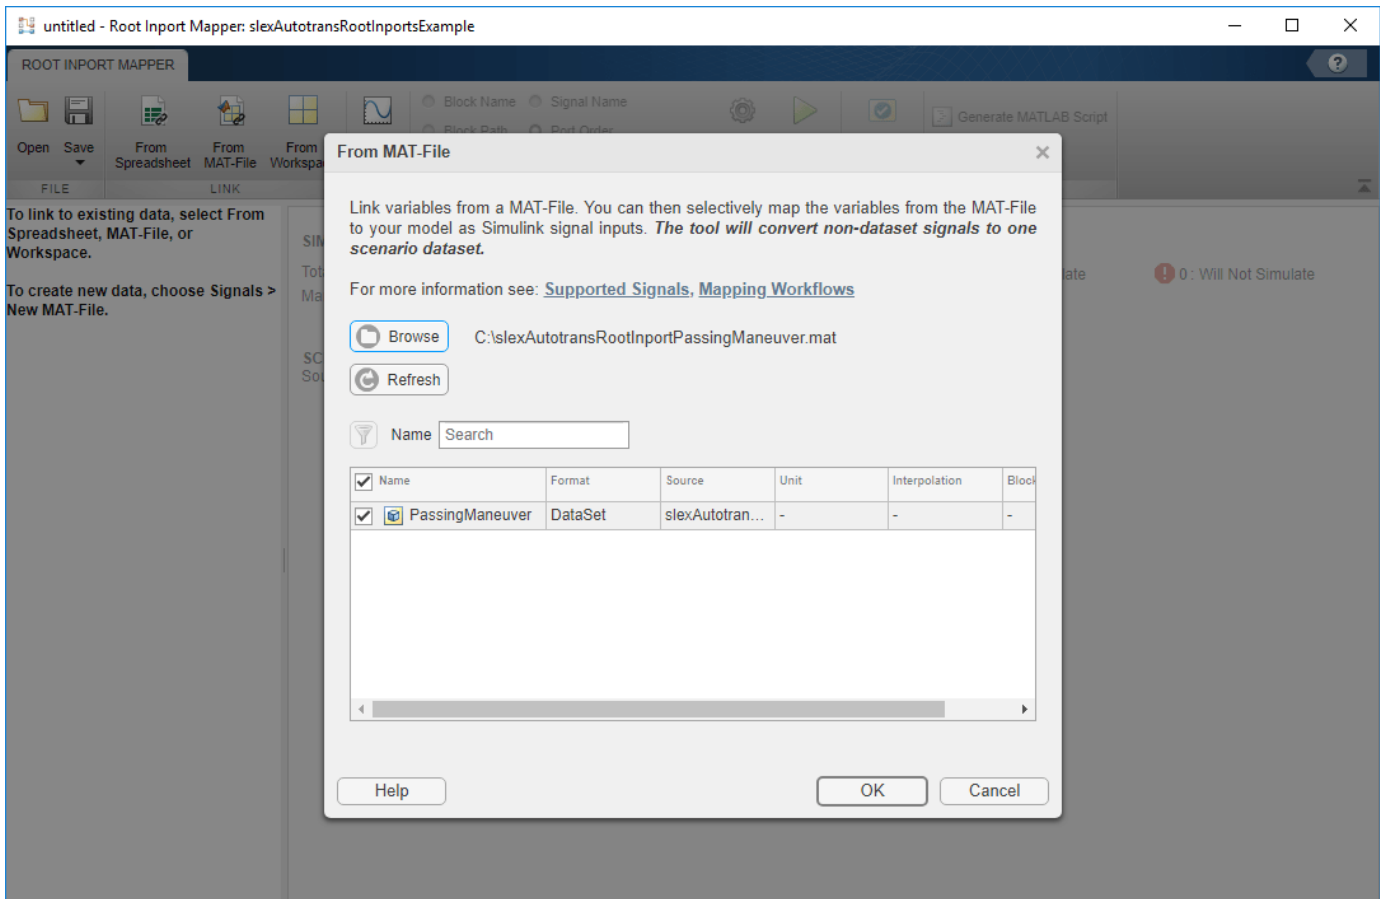 untitled - Root Inport Mapper: slexAutotransRootInportsExample
ROOT INPORT MAPPER
?
Block Name Signal Name
Block Path Port Order
Generate MATLAB Script
Open Save From Spreadsheet From MAT-File From
FILE LINK
To link to existing data, select From
Spreadsheet, MAT-File, or
Workspace.
To create new data, choose Signals >
New MAT-File.
0 : Will Not Simulate
From MAT-File
Link variables from a MAT-File. You can then selectively map the variables from the MAT-File
to your model as Simulink signal inputs. The tool will convert non-dataset signals to one
scenario dataset.
For more information see: Supported Signals, Mapping Workflows
Browse C:\slexAutotransRootInportPassingManeuver.mat
Refresh
Name Search
Name Format Source Unit Interpolation Block
PassingManeuver DataSet slexAutotran... - - -
Help OK Cancel